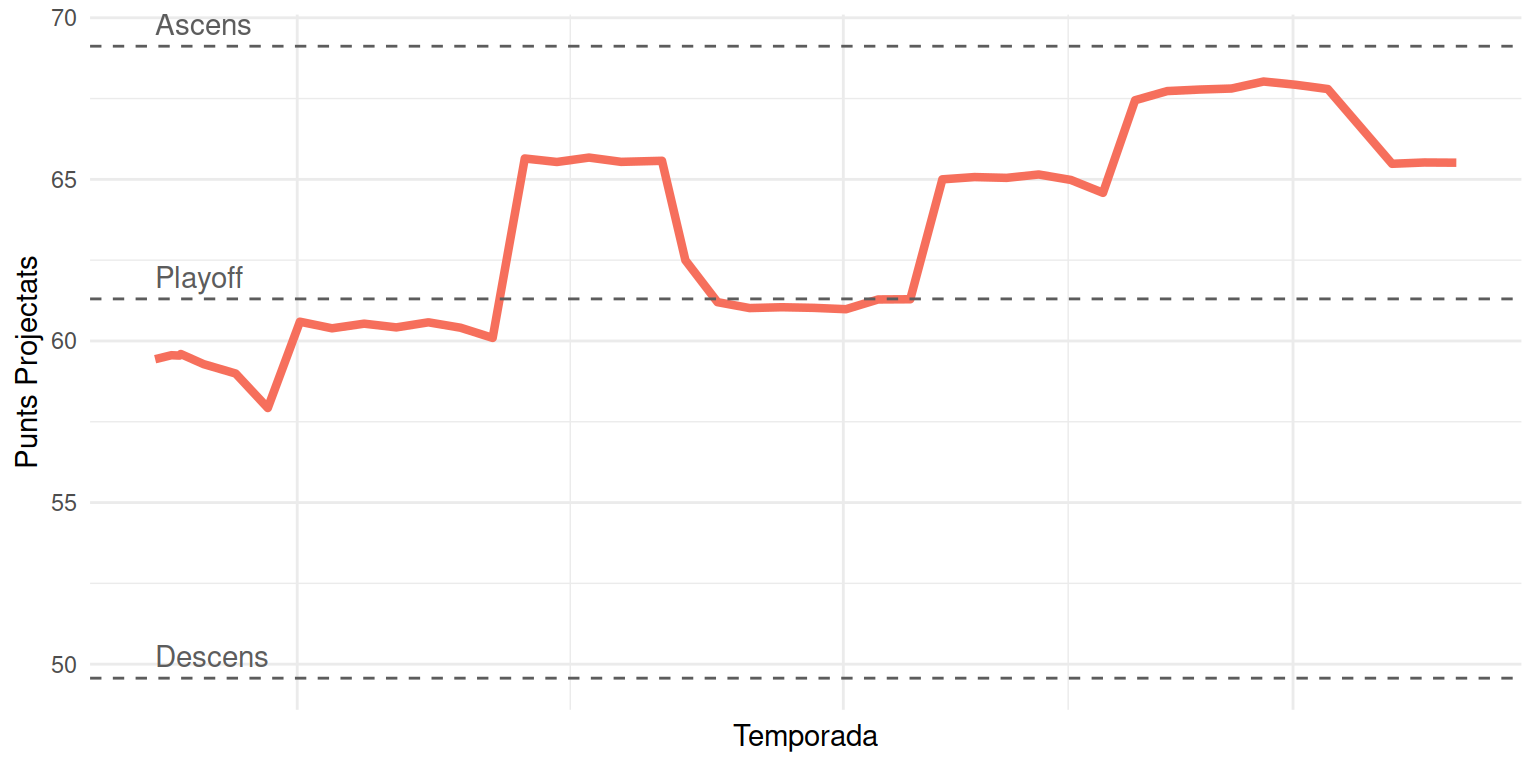 70
Ascens
65
Playoff
60
55
Descens
50
Punts Projectats
Temporada